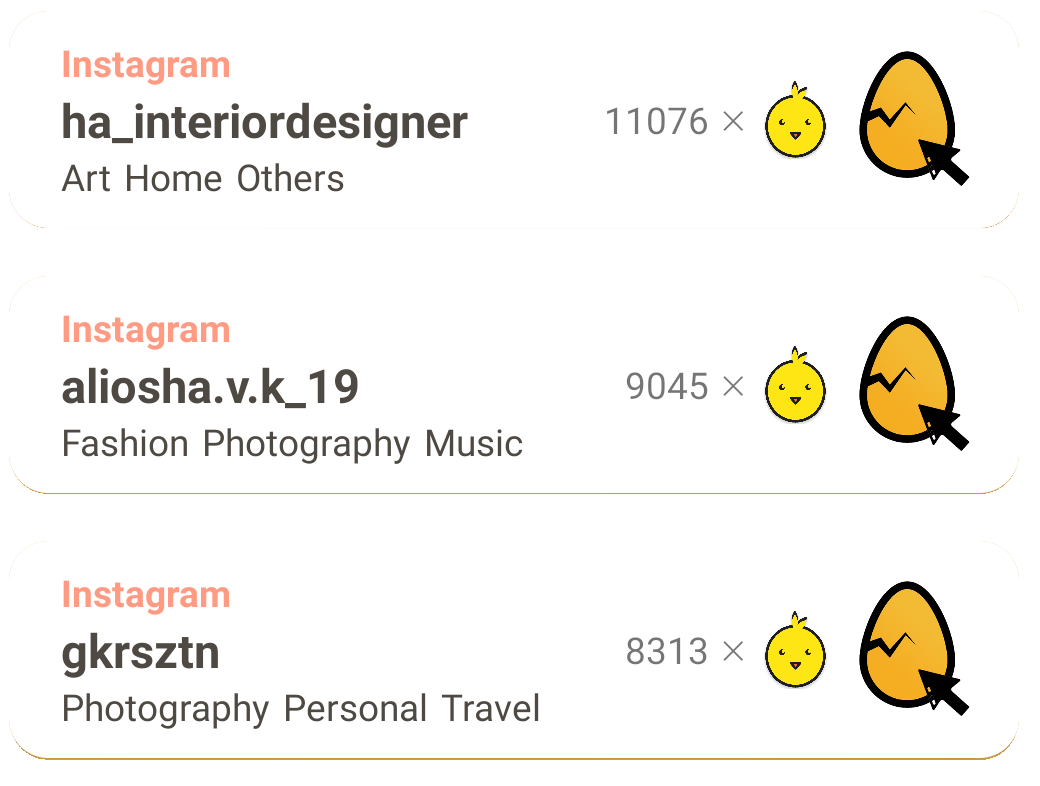 Instagram
ha_interiordesigner
11076 ×
Art Home Others
Instagram
aliosha.v.k_19
9045 ×
Fashion Photography Music
Instagram
gkrsztn
8313 ×
Photography Personal Travel